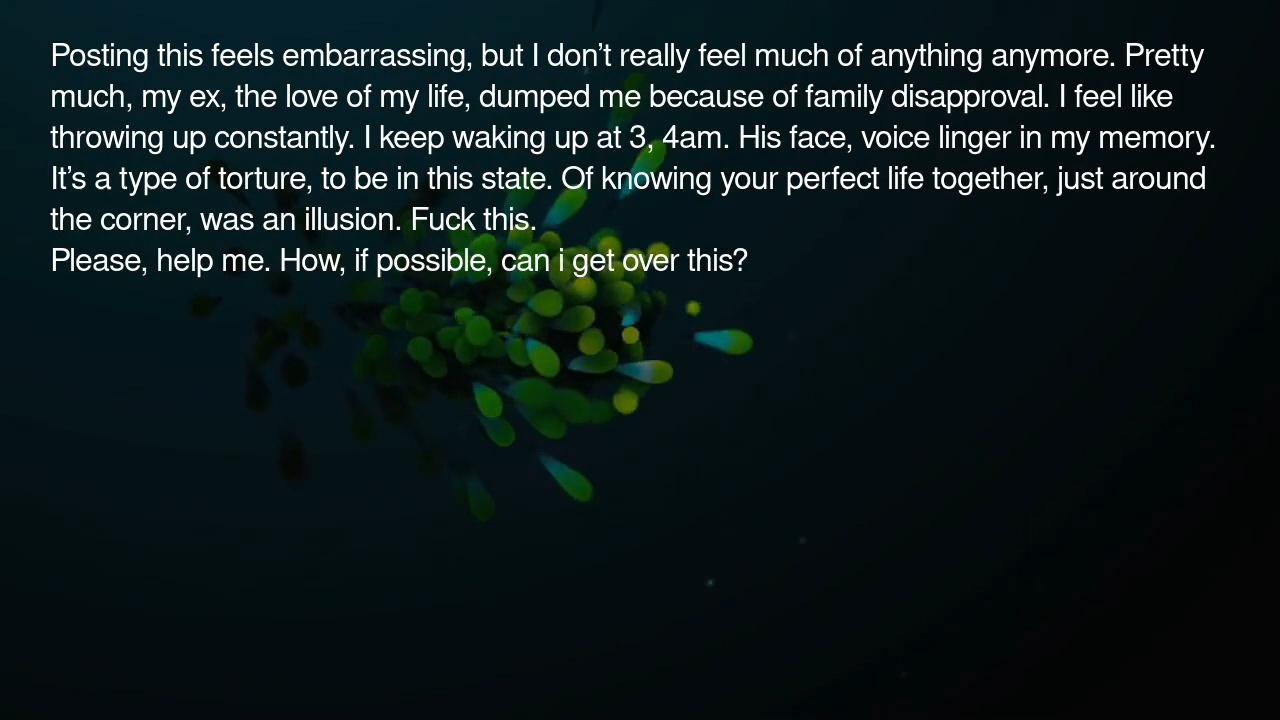 Posting this feels embarrassing, but I don’t really feel much of anything anymore. Pretty
much, my ex, the love of my life, dumped me because of family disapproval. I feel like
throwing up constantly. I keep waking up at 3, 4am. His face, voice linger in my memory.
It’s a type of torture, to be in this state. Of knowing your perfect life together, just around
the corner, was an illusion. Fuck this.
Please, help me. How, if possible, can i get over this?